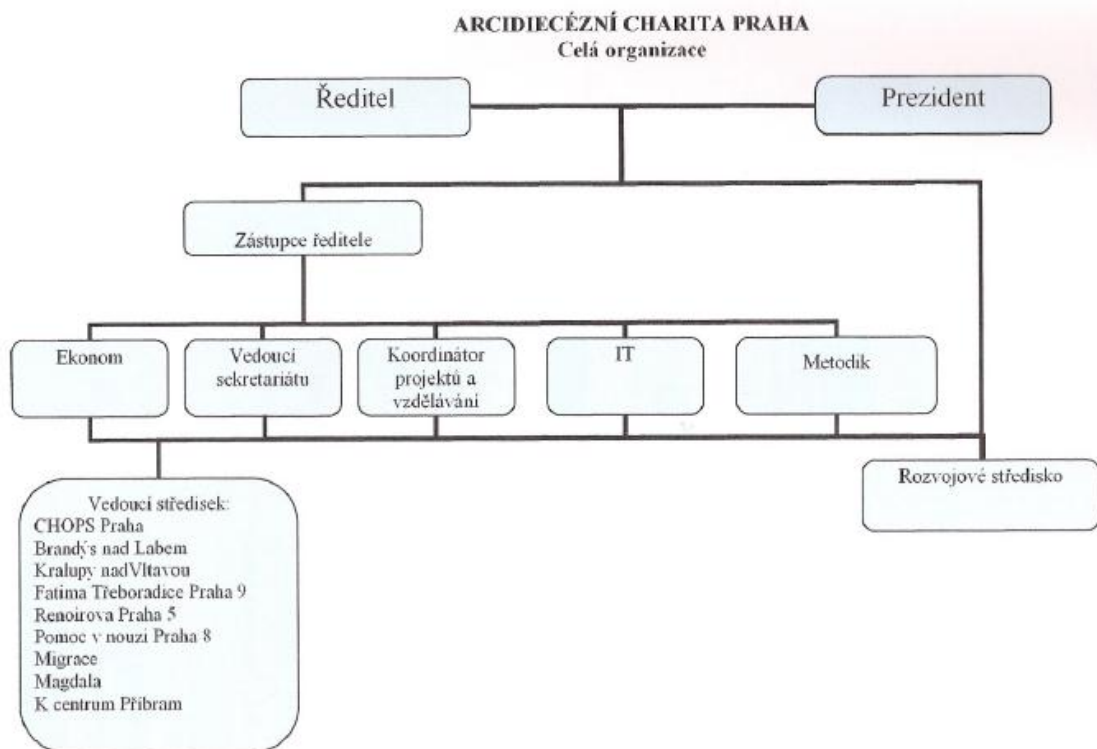 ARCIDIECÉZNÍ CHARITA PRAHA
Celá organizace
Ředitel
Prezident
Zástupce ředitele
Ekonom
Vedoucí
sekretariátu
Koordinátor
projektů a
vzdělávání
IT
Metodik
Rozvojové středisko
Vedoucí středisek:
CHOPS Praha
Brandýs nad Labem
Kralupy nadVltavou
Fatima Třeboradice Praha 9
Renoirova Praha 5
Pomoc v nouzi Praha 8
Migrace
Magdala
K centrum Příbram